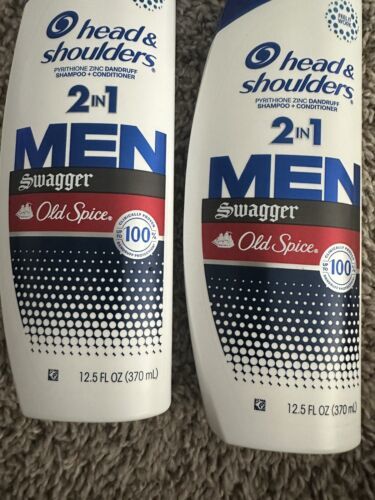 head &
shoulders®
PYRITHIONE ZINC DANDRUFF
SHAMPOO + CONDITIONER
2 IN 1
MEN
Swagger
Old Spice®
100
12.5 FL OZ (370 mL)
head &
shoulders®
PYRITHIONE ZINC DANDRUFF
SHAMPOO + CONDITIONER
2 IN 1
MEN
Swagger
Old Spice®
100
12.5 FL OZ (370 mL)